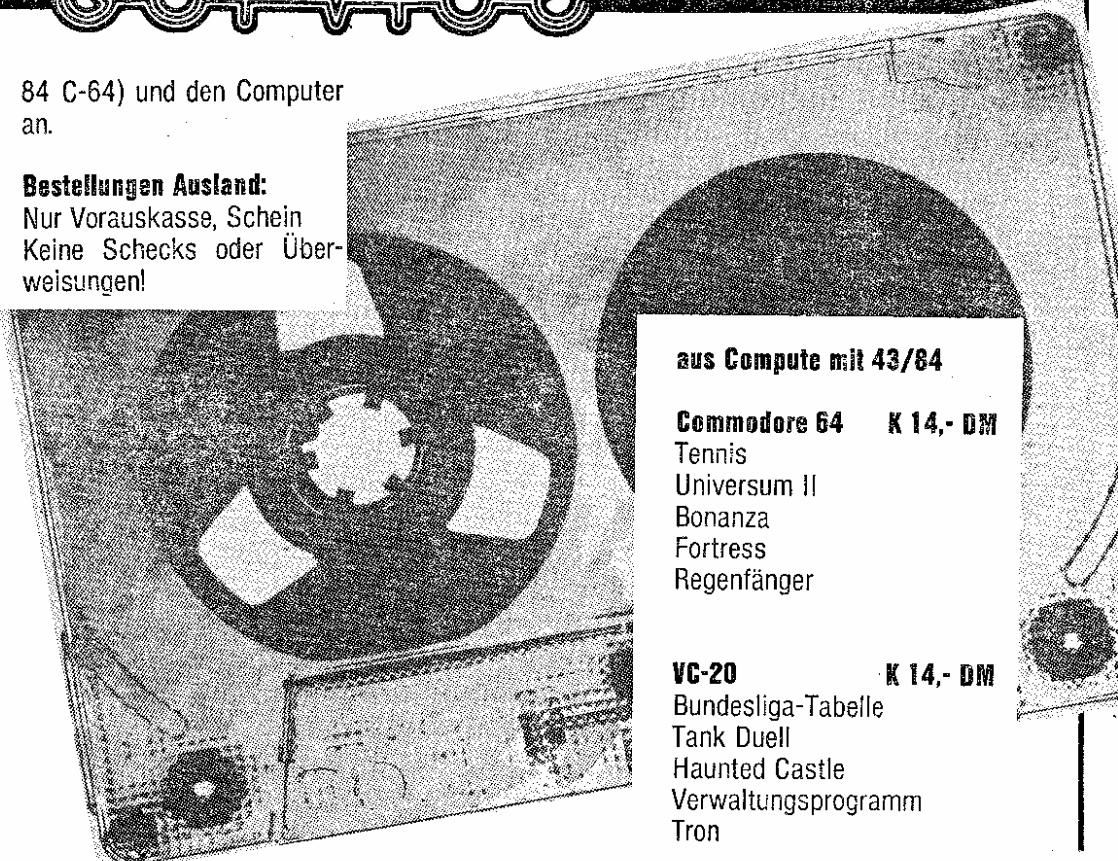 84 C-64) und den Computer
an.
Bestellungen Ausland:
Nur Vorauskasse, Schein
Keine Schecks oder Über-
weisungen!
aus Compute mit 43/84
Commodore 64 K 14,- DM
Tennis
Universum II
Bonanza
Fortress
Regenfänger
VC-20 K 14,- DM
Bundesliga-Tabelle
Tank Duell
Haunted Castle
Verwaltungsprogramm
Tron